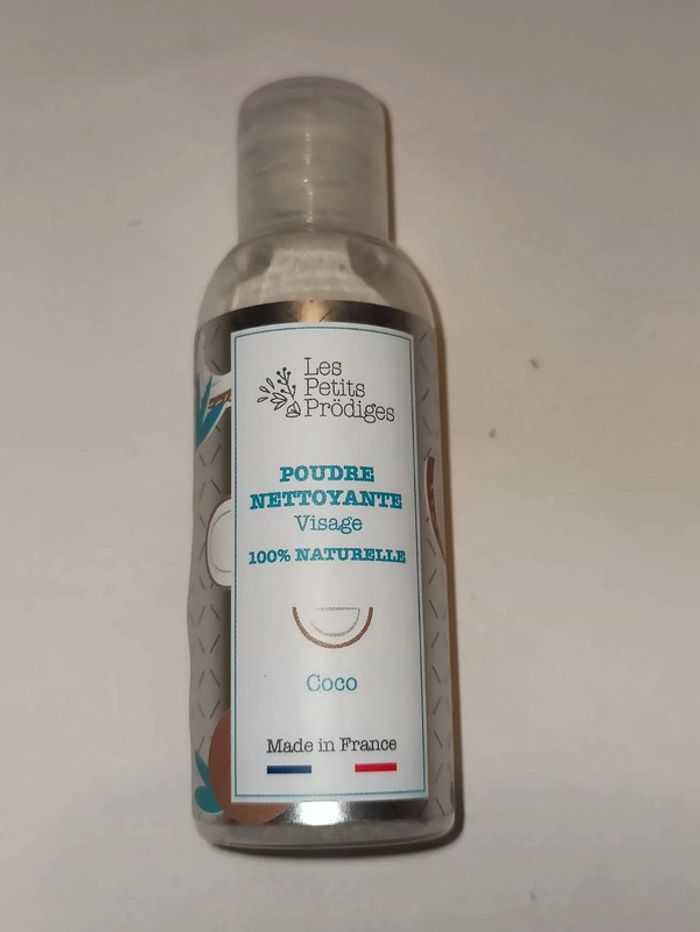 Les
Petits
Prödiges
POUDRE
NETTOYANTE
Visage
100% NATURELLE
Coco
Made in France